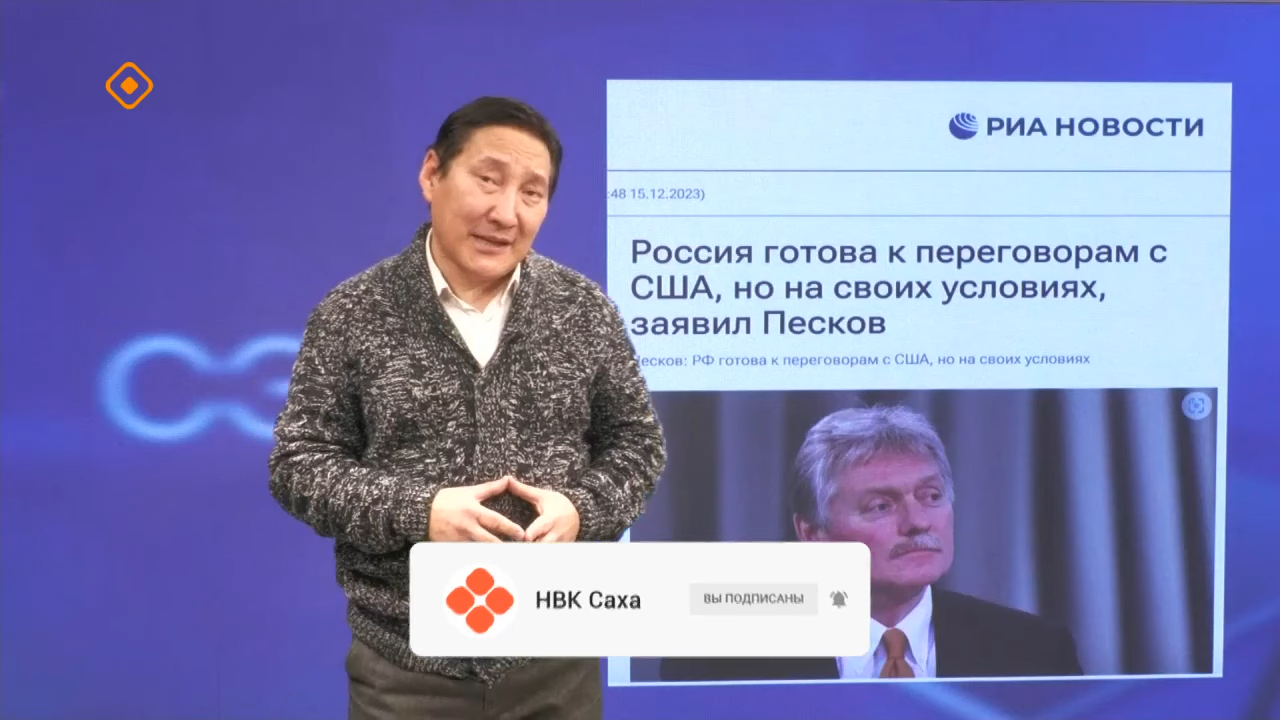 РИА НОВОСТИ
:48 15.12.2023)
Россия готова к переговорам с
США, но на своих условиях,
заявил Песков
Песков: РФ готова к переговорам с США, но на своих условиях
СЭ
НВК Саха
ВЫ ПОДПИСАНЫ